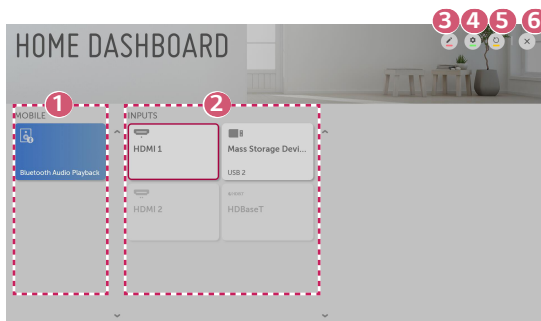 3 4 5 6
HOME DASHBOARD
1 2
MOBILE INPUTS
HDMI 1
Mass Storage Devi...
Bluetooth Audio Playback
USB 2
HDMI 2
HDBaseT